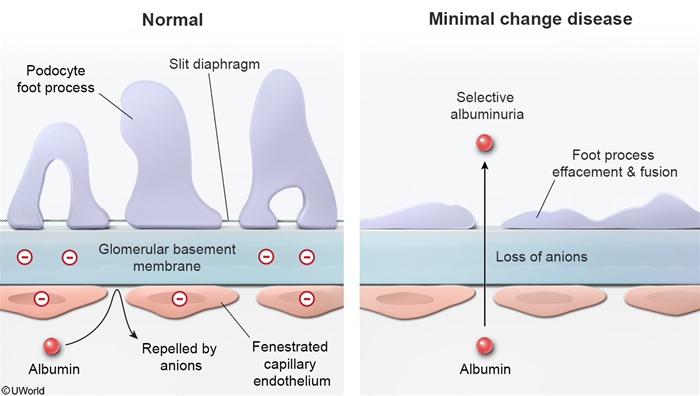 Normal
Podocyte
foot process
Slit diaphragm
Glomerular basement
membrane
Albumin
Repelled by
anions
Fenestrated
capillary
endothelium
©UWorld
Minimal change disease
Selective
albuminuria
Foot process
effacement & fusion
Loss of anions
Albumin